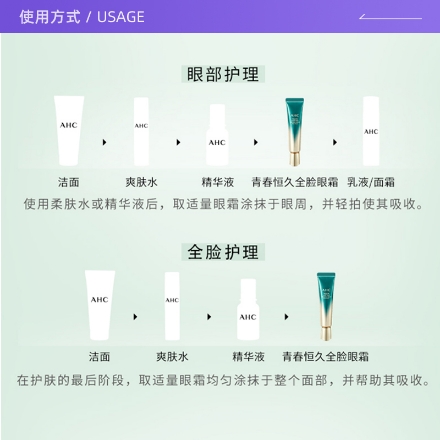 使用方式 / USAGE
眼部护理
AHC AHC AHC AHC
洁面 爽肤水 精华液 青春恒久全脸眼霜 乳液/面霜
使用柔肤水或精华液后，取适量眼霜涂抹于眼周，并轻拍使其吸收。
全脸护理
AHC AHC AHC
洁面 爽肤水 精华液 青春恒久全脸眼霜
在护肤的最后阶段，取适量眼霜均匀涂抹于整个面部，并帮助其吸收。